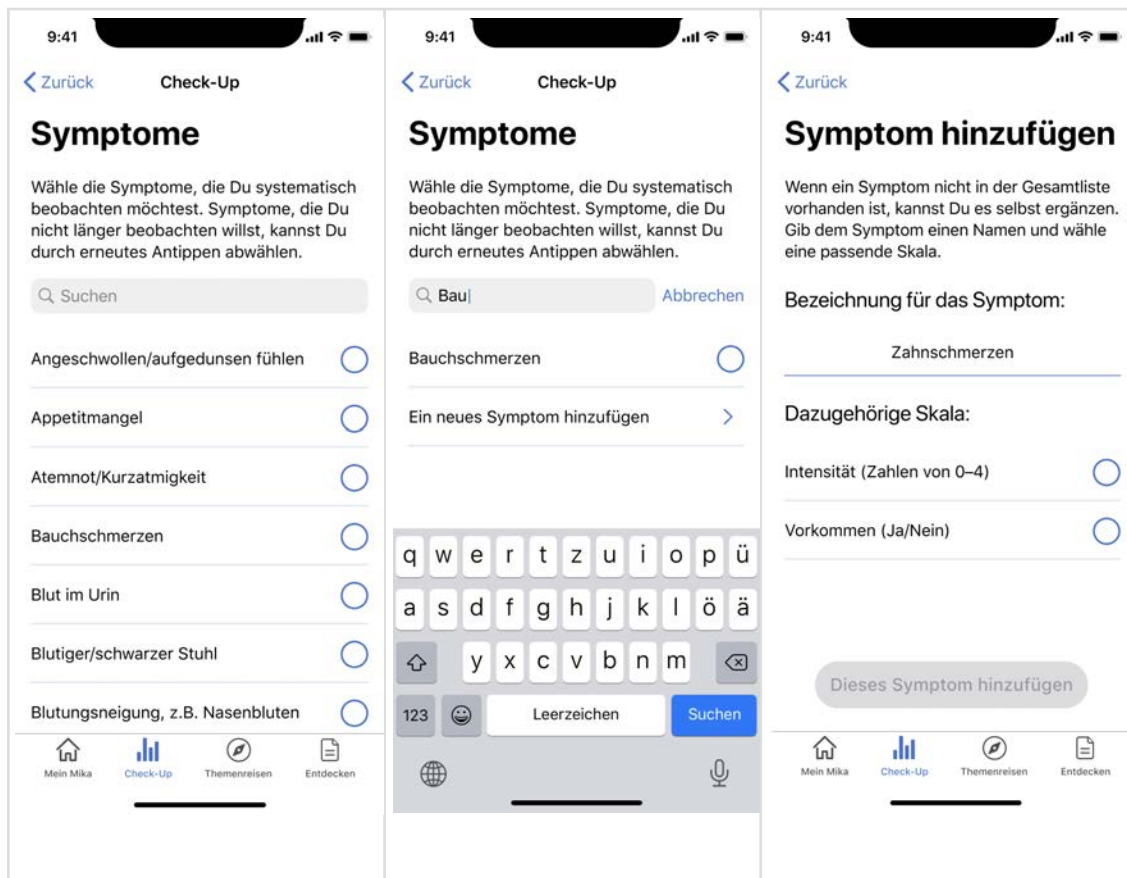 9:41
Zurück
Check-Up
Symptome
Wähle die Symptome, die Du systematisch
beobachten möchtest. Symptome, die Du
nicht länger beobachten willst, kannst Du
durch erneutes Antippen abwählen.
Suchen
Angeschwollen/aufgedunsen fühlen
Appetitmangel
Atemnot/Kurzatmigkeit
Bauchschmerzen
Blut im Urin
Blutiger/schwarzer Stuhl
Blutungsneigung, z.B. Nasenbluten
Mein Mika
Check-Up
Themenreisen
Entdecken
9:41
Zurück
Check-Up
Symptome
Wähle die Symptome, die Du systematisch
beobachten möchtest. Symptome, die Du
nicht länger beobachten willst, kannst Du
durch erneutes Antippen abwählen.
Bau
Abbrechen
Bauchschmerzen
Ein neues Symptom hinzufügen
q w e r t z u i o p ü
a s d f g h j k l ö ä
y x c v b n m
123
Leerzeichen
Suchen
9:41
Zurück
Symptom hinzufügen
Wenn ein Symptom nicht in der Gesamtliste
vorhanden ist, kannst Du es selbst ergänzen.
Gib dem Symptom einen Namen und wähle
eine passende Skala.
Bezeichnung für das Symptom:
Zahnschmerzen
Dazugehörige Skala:
Intensität (Zahlen von 0–4)
Vorkommen (Ja/Nein)
Dieses Symptom hinzufügen
Mein Mika
Check-Up
Themenreisen
Entdecken